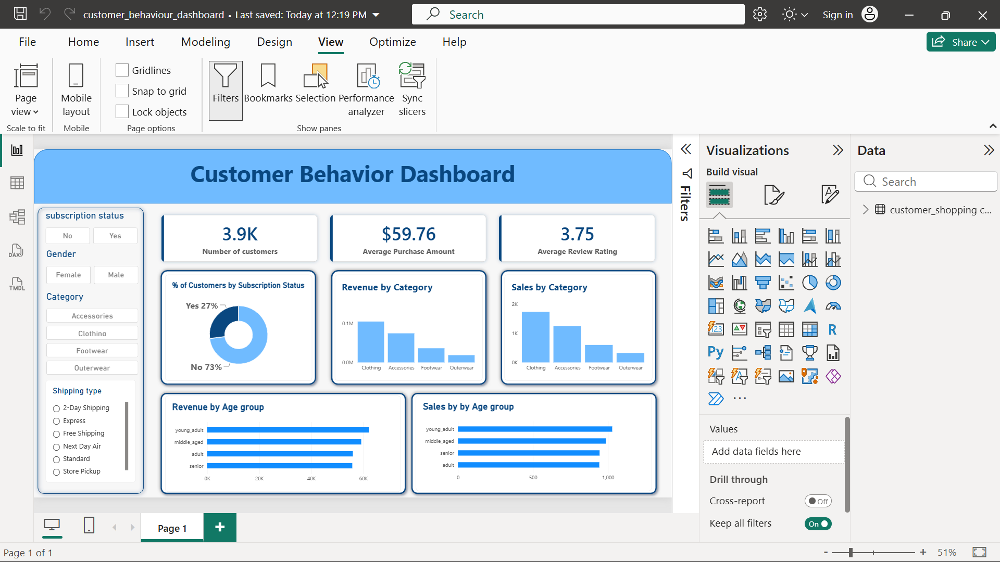 customer_behaviour_dashboard • Last saved: Today at 12:19 PM
Search
Sign in
File Home Insert Modeling Design View Optimize Help
Share
Page view
Mobile layout
Gridlines
Snap to grid
Lock objects
Filters
Bookmarks
Selection
Performance analyzer
Sync slicers
Scale to fit
Mobile
Page options
Show panes
DAX
TMDL
Customer Behavior Dashboard
subscription status
No Yes
Gender
Female Male
Category
Accessories
Clothing
Footwear
Outerwear
Shipping type
2-Day Shipping
Express
Free Shipping
Next Day Air
Standard
Store Pickup
3.9K
Number of customers
$59.76
Average Purchase Amount
3.75
Average Review Rating
% of Customers by Subscription Status
Yes 27%
No 73%
Revenue by Category
0.1M
0.0M
Clothing Accessories Footwear Outerwear
Sales by Category
2K
1K
0K
Clothing Accessories Footwear Outerwear
Revenue by Age group
young_adult
middle_aged
adult
senior
0K 20K 40K 60K
Sales by by Age group
young_adult
middle_aged
senior
adult
0 500 1,000
Filters
Visualizations
Build visual
123
R
Py
Values
Add data fields here
Drill through
Cross-report
Off
Keep all filters
On
Data
Search
customer_shopping c...
Page 1
Page 1 of 1
51%